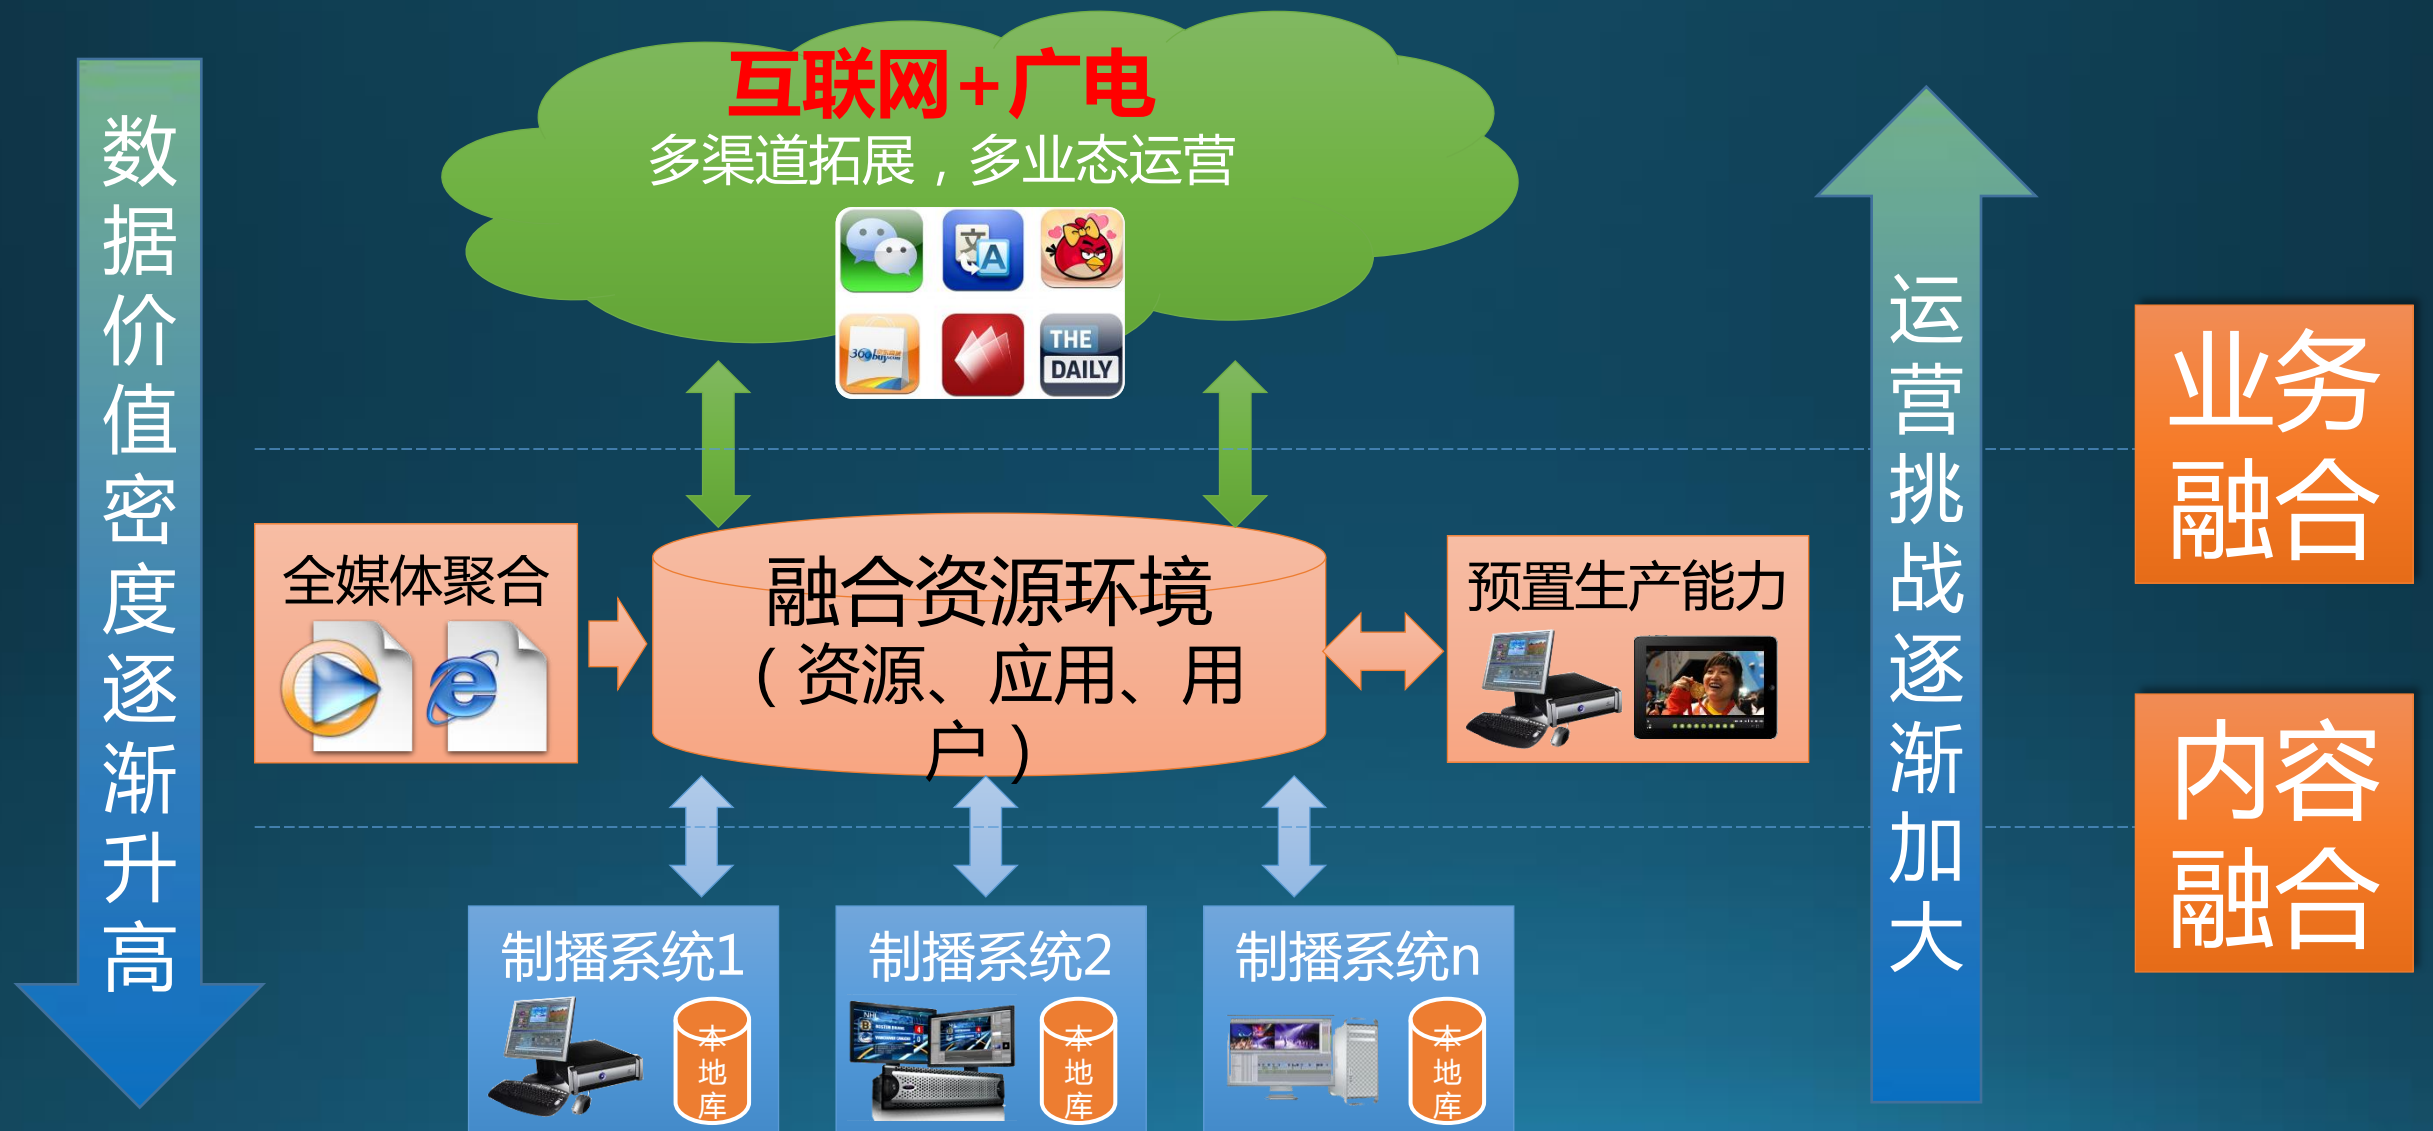 互联网+广电
多渠道拓展，多业态运营
文
A
360buy.com
THE
DAILY
数据价值密度逐渐升高
运营挑战逐渐加大
业务
融合
全媒体聚合
融合资源环境
（资源、应用、用
户）
预置生产能力
内容
融合
制播系统1
本地库
制播系统2
NHL
本地库
制播系统n
本地库